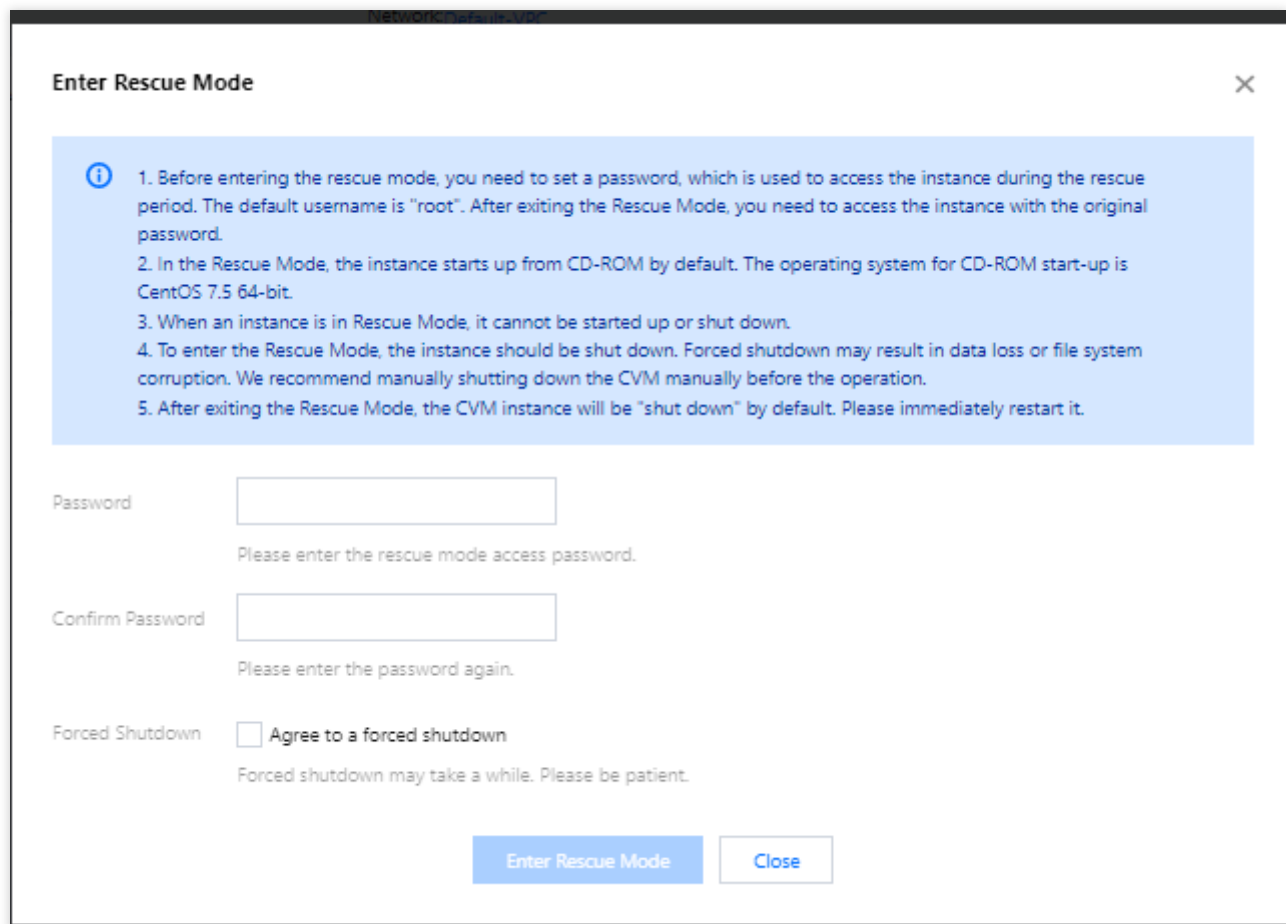 Network:Default-VPC
Enter Rescue Mode
1. Before entering the rescue mode, you need to set a password, which is used to access the instance during the rescue
period. The default username is "root". After exiting the Rescue Mode, you need to access the instance with the original
password.
2. In the Rescue Mode, the instance starts up from CD-ROM by default. The operating system for CD-ROM start-up is
CentOS 7.5 64-bit.
3. When an instance is in Rescue Mode, it cannot be started up or shut down.
4. To enter the Rescue Mode, the instance should be shut down. Forced shutdown may result in data loss or file system
corruption. We recommend manually shutting down the CVM manually before the operation.
5. After exiting the Rescue Mode, the CVM instance will be "shut down" by default. Please immediately restart it.
Password
Please enter the rescue mode access password.
Confirm Password
Please enter the password again.
Forced Shutdown Agree to a forced shutdown
Forced shutdown may take a while. Please be patient.
Enter Rescue Mode Close